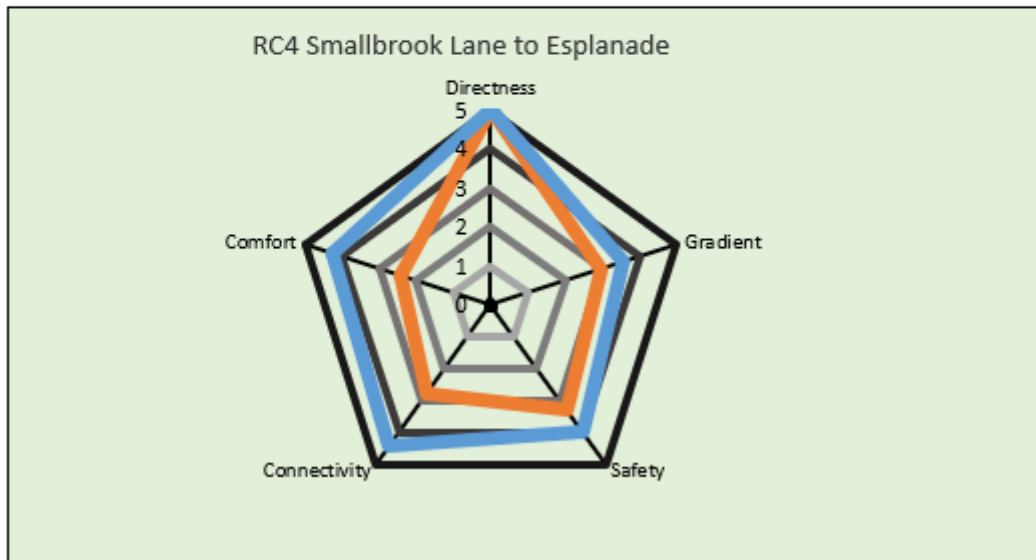 RC4 Smallbrook Lane to Esplanade
Directness
5
4
3
2
1
0
Comfort
Gradient
Connectivity
Safety